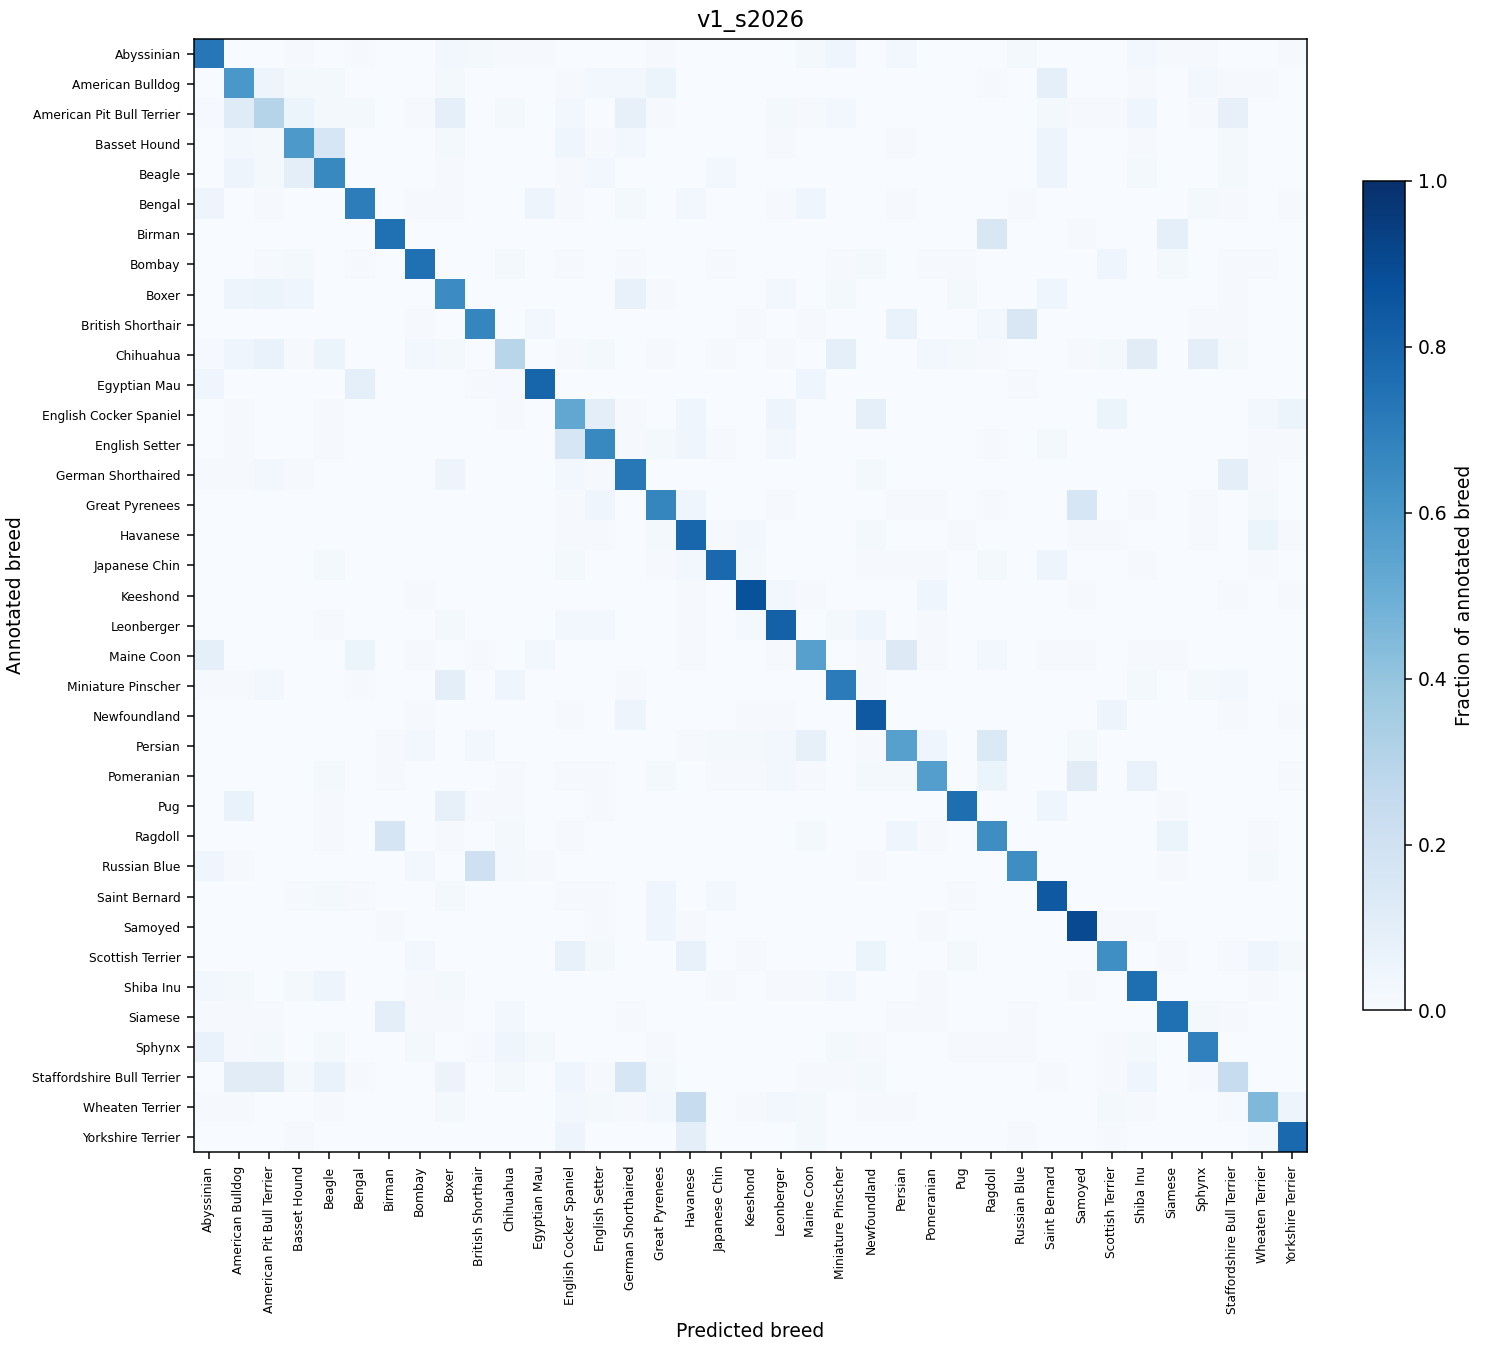 v1_s2026
Abyssinian
American Bulldog
American Pit Bull Terrier
Basset Hound
Beagle
Bengal
Birman
Bombay
Boxer
British Shorthair
Chihuahua
Egyptian Mau
English Cocker Spaniel
English Setter
German Shorthaired
Great Pyrenees
Havanese
Japanese Chin
Keeshond
Leonberger
Maine Coon
Miniature Pinscher
Newfoundland
Persian
Pomeranian
Pug
Ragdoll
Russian Blue
Saint Bernard
Samoyed
Scottish Terrier
Shiba Inu
Siamese
Sphynx
Staffordshire Bull Terrier
Wheaten Terrier
Yorkshire Terrier
Annotated breed
Abyssinian
American Bulldog
American Pit Bull Terrier
Basset Hound
Beagle
Bengal
Birman
Bombay
Boxer
British Shorthair
Chihuahua
Egyptian Mau
English Cocker Spaniel
English Setter
German Shorthaired
Great Pyrenees
Havanese
Japanese Chin
Keeshond
Leonberger
Maine Coon
Miniature Pinscher
Newfoundland
Persian
Pomeranian
Pug
Ragdoll
Russian Blue
Saint Bernard
Samoyed
Scottish Terrier
Shiba Inu
Siamese
Sphynx
Staffordshire Bull Terrier
Wheaten Terrier
Yorkshire Terrier
Predicted breed
1.0
0.8
0.6
0.4
0.2
0.0
Fraction of annotated breed